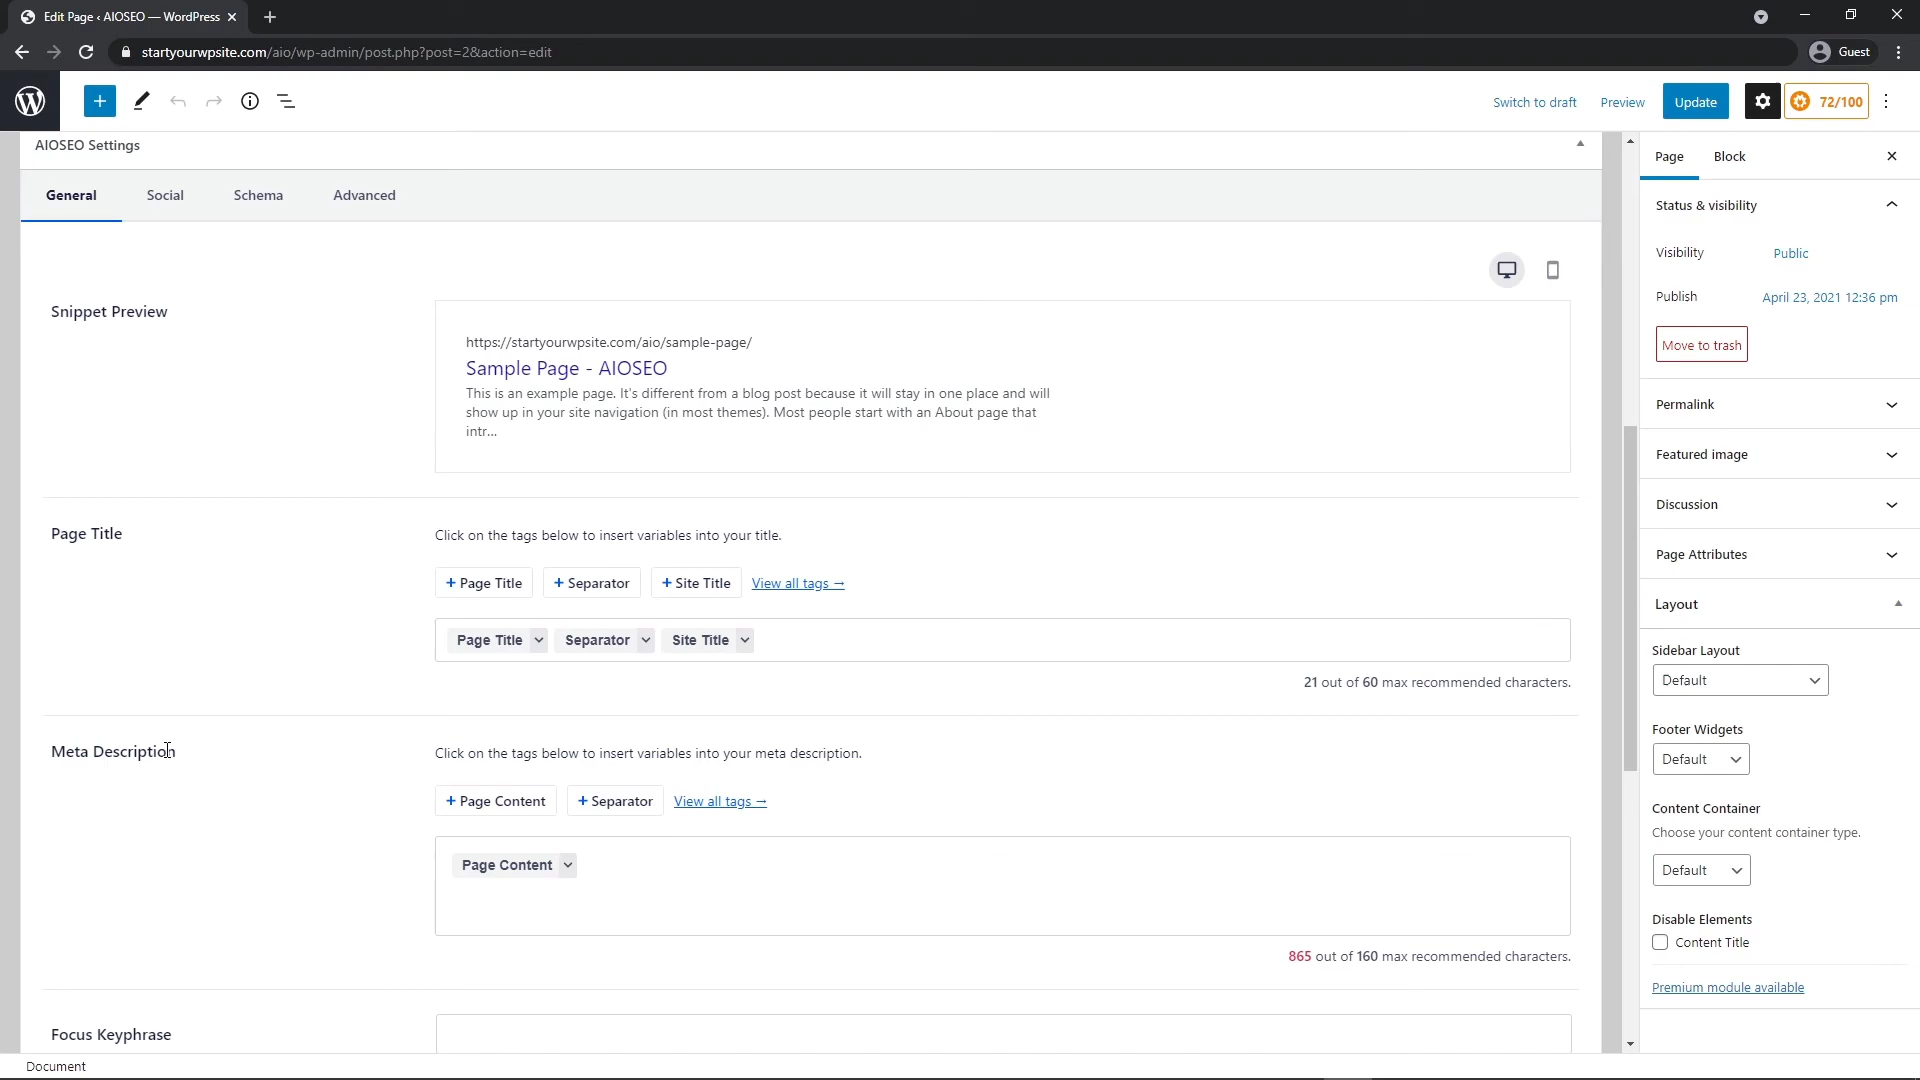 Edit Page ‹ AIOSEO — WordPress
startyourwpsite.com/aio/wp-admin/post.php?post=2&action=edit
Guest
Switch to draft
Preview
Update
72/100
AIOSEO Settings
General
Social
Schema
Advanced
Snippet Preview
https://startyourwpsite.com/aio/sample-page/
Sample Page - AIOSEO
This is an example page. It's different from a blog post because it will stay in one place and will
show up in your site navigation (in most themes). Most people start with an About page that
intr...
Page Title
Click on the tags below to insert variables into your title.
+ Page Title
+ Separator
+ Site Title
View all tags →
Page Title
Separator
Site Title
21 out of 60 max recommended characters.
Meta Description
Click on the tags below to insert variables into your meta description.
+ Page Content
+ Separator
View all tags →
Page Content
865 out of 160 max recommended characters.
Focus Keyphrase
Document
Page
Block
Status & visibility
Visibility
Public
Publish
April 23, 2021 12:36 pm
Move to trash
Permalink
Featured image
Discussion
Page Attributes
Layout
Sidebar Layout
Default
Footer Widgets
Default
Content Container
Choose your content container type.
Default
Disable Elements
Content Title
Premium module available